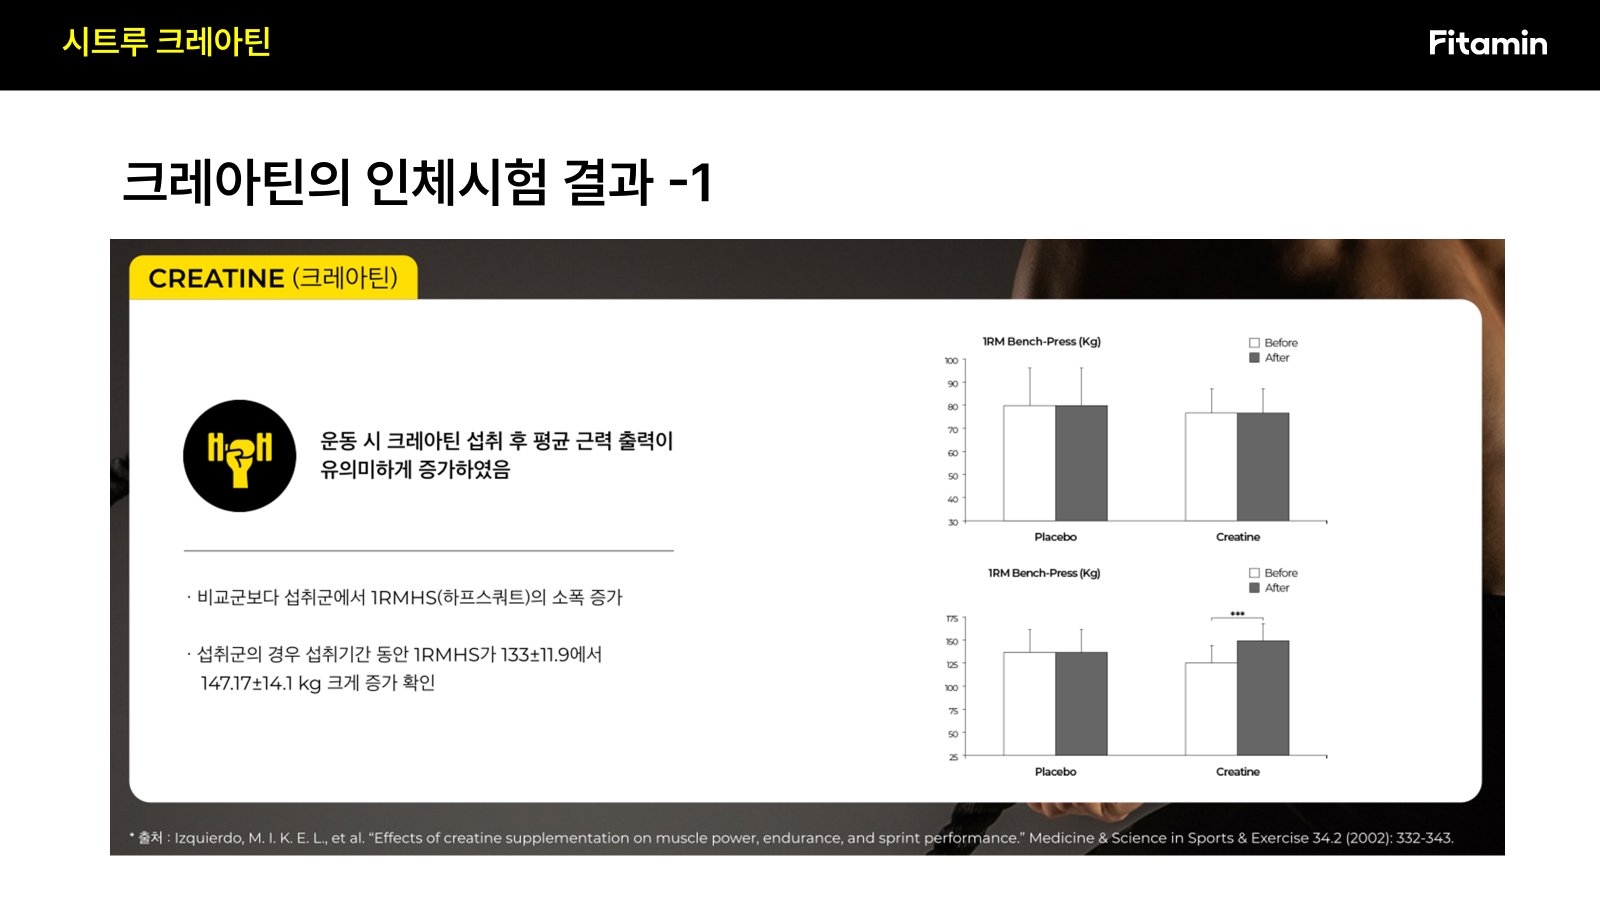 시트루 크레아틴
Fitamin
크레아틴의 인체시험 결과 -1
CREATINE (크레아틴)
운동 시 크레아틴 섭취 후 평균 근력 출력이
유의미하게 증가하였음
· 비교군보다 섭취군에서 1RMHS(하프스쿼트)의 소폭 증가
· 섭취군의 경우 섭취기간 동안 1RMHS가 133±11.9에서
147.17±14.1 kg 크게 증가 확인
1RM Bench-Press (Kg)
Before
After
100
90
80
70
60
50
40
30
Placebo
Creatine
1RM Bench-Press (Kg)
Before
After
***
175
150
125
100
75
50
25
Placebo
Creatine
* 출처 : Izquierdo, M. I. K. E. L., et al. “Effects of creatine supplementation on muscle power, endurance, and sprint performance.” Medicine & Science in Sports & Exercise 34.2 (2002): 332-343.